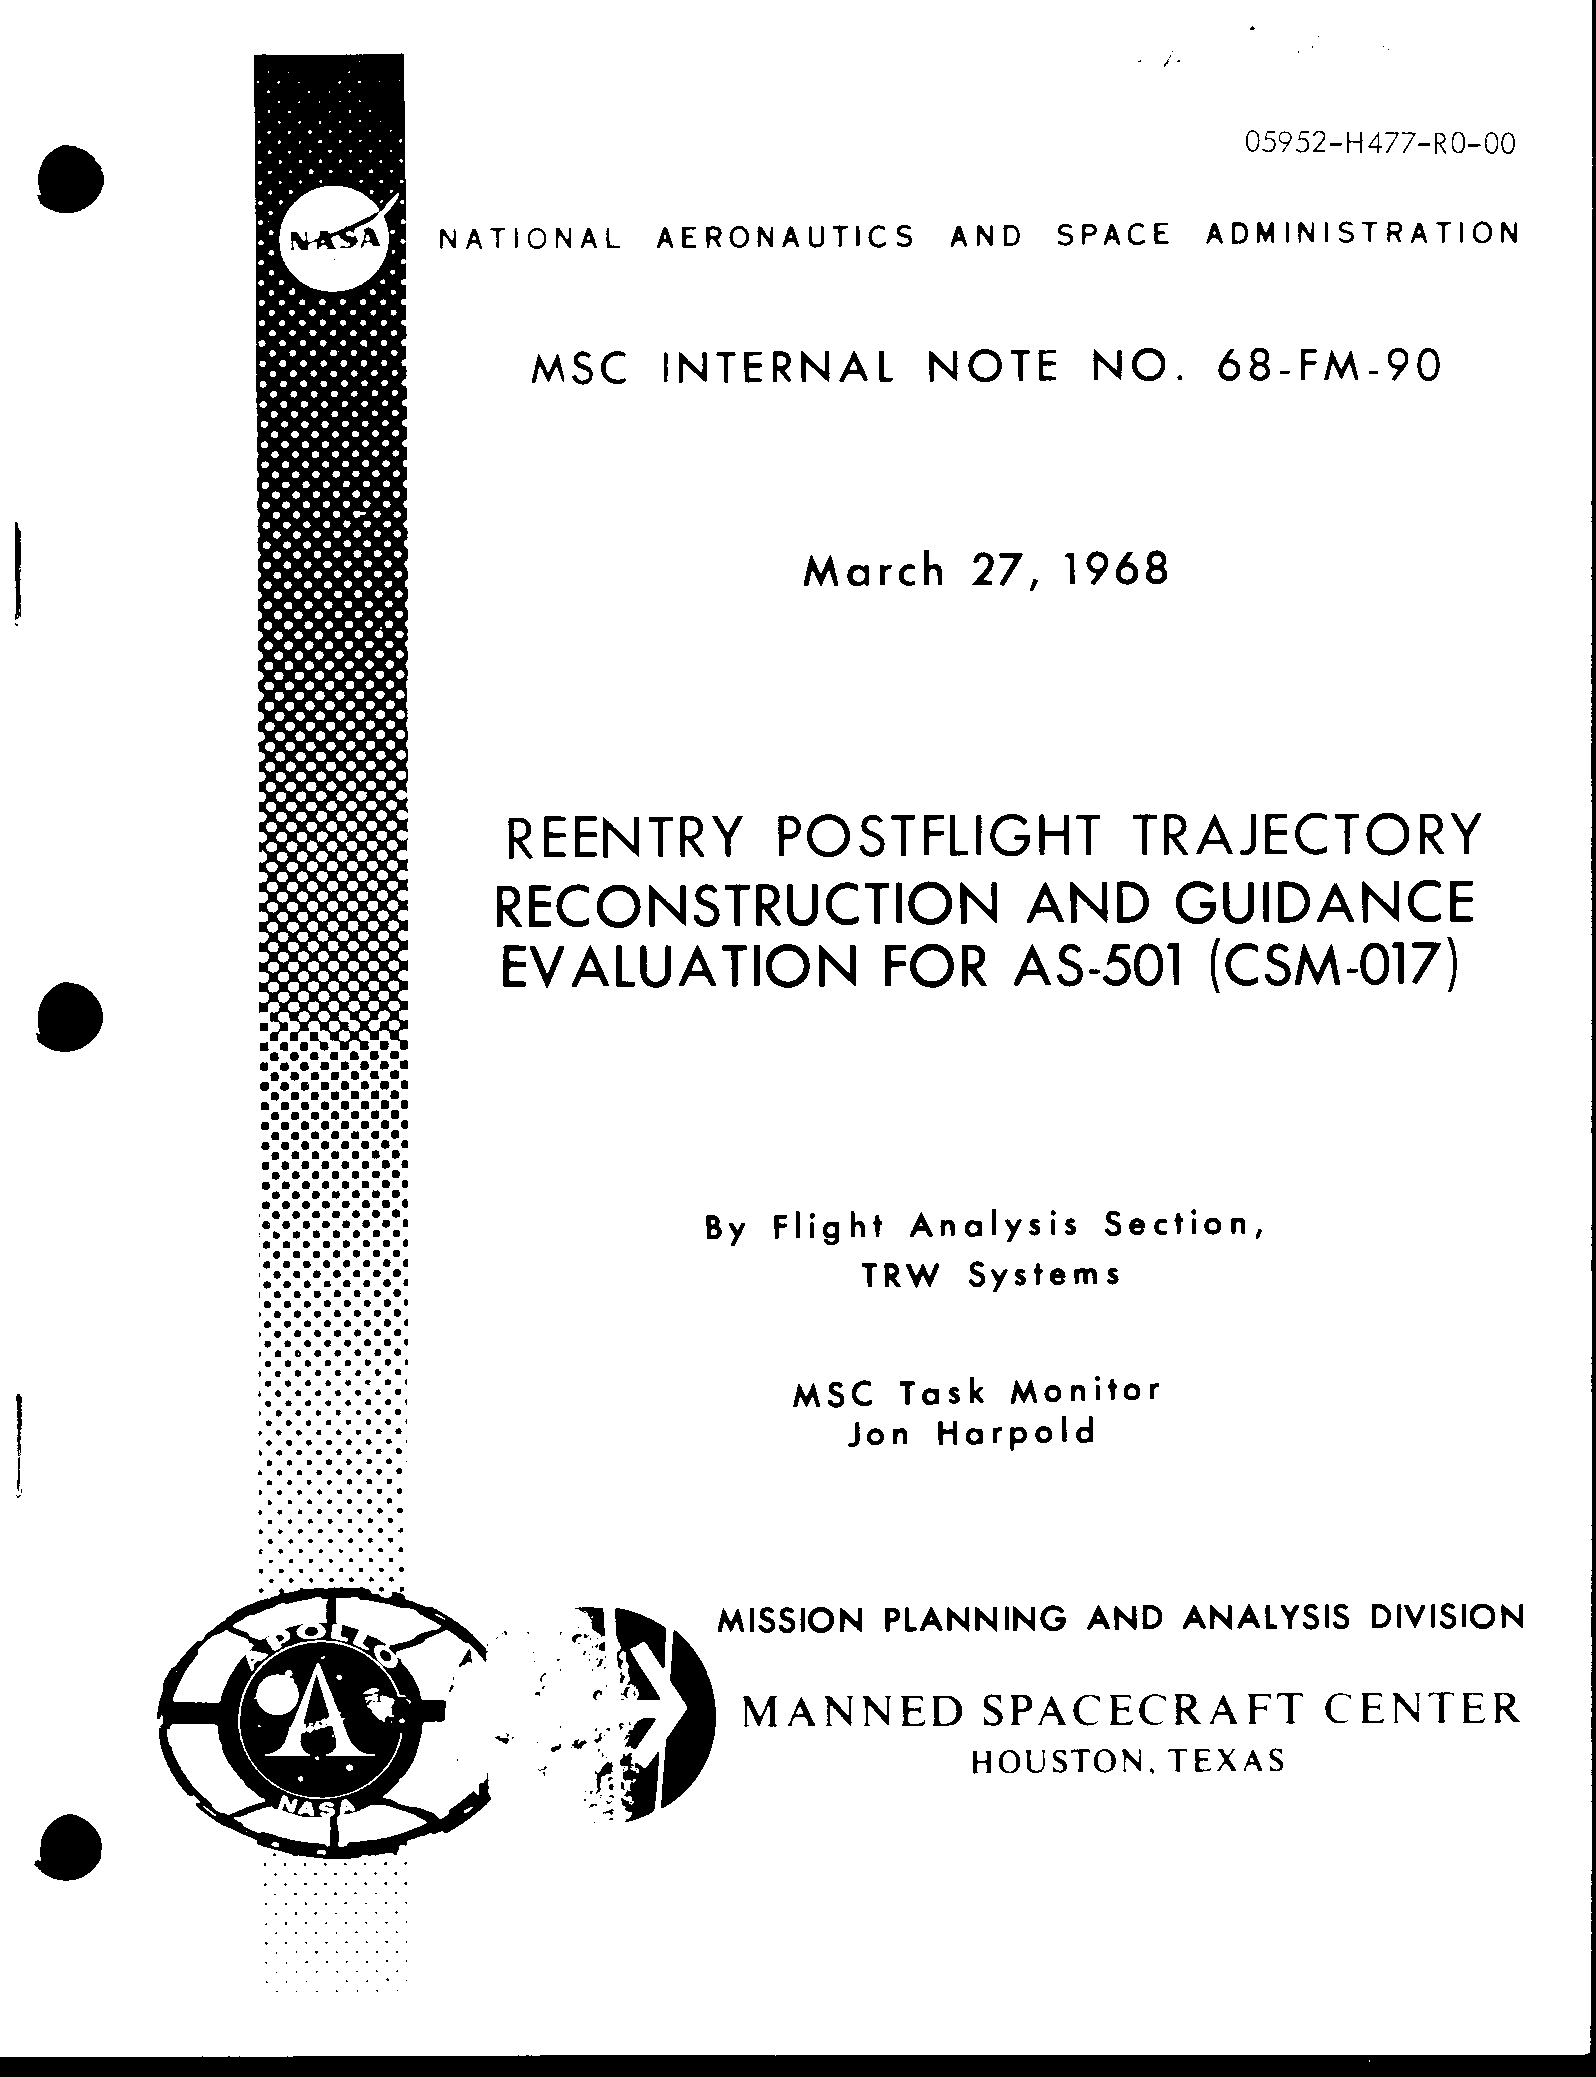 05952-H477-R0-00
NASA
NATIONAL AERONAUTICS AND SPACE ADMINISTRATION
MSC INTERNAL NOTE NO. 68-FM-90
March 27, 1968
REENTRY POSTFLIGHT TRAJECTORY
RECONSTRUCTION AND GUIDANCE
EVALUATION FOR AS-501 (CSM-017)
By Flight Analysis Section,
TRW Systems
MSC Task Monitor
Jon Harpold
MISSION PLANNING AND ANALYSIS DIVISION
MANNED SPACECRAFT CENTER
HOUSTON, TEXAS
APOLLO
A
NASA